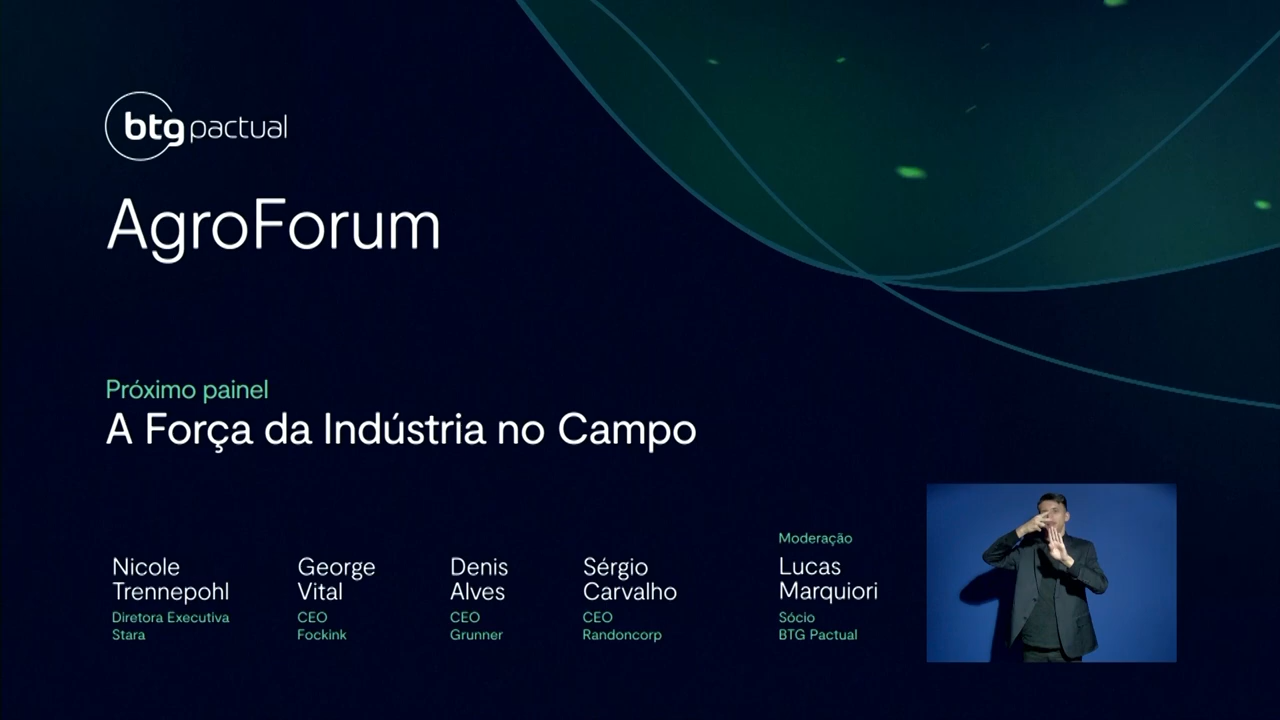 btg pactual
AgroForum
Próximo painel
A Força da Indústria no Campo
Nicole
Trennepohl
Diretora Executiva
Stara
George
Vital
CEO
Fockink
Denis
Alves
CEO
Grunner
Sérgio
Carvalho
CEO
Randoncorp
Moderação
Lucas
Marquiori
Sócio
BTG Pactual